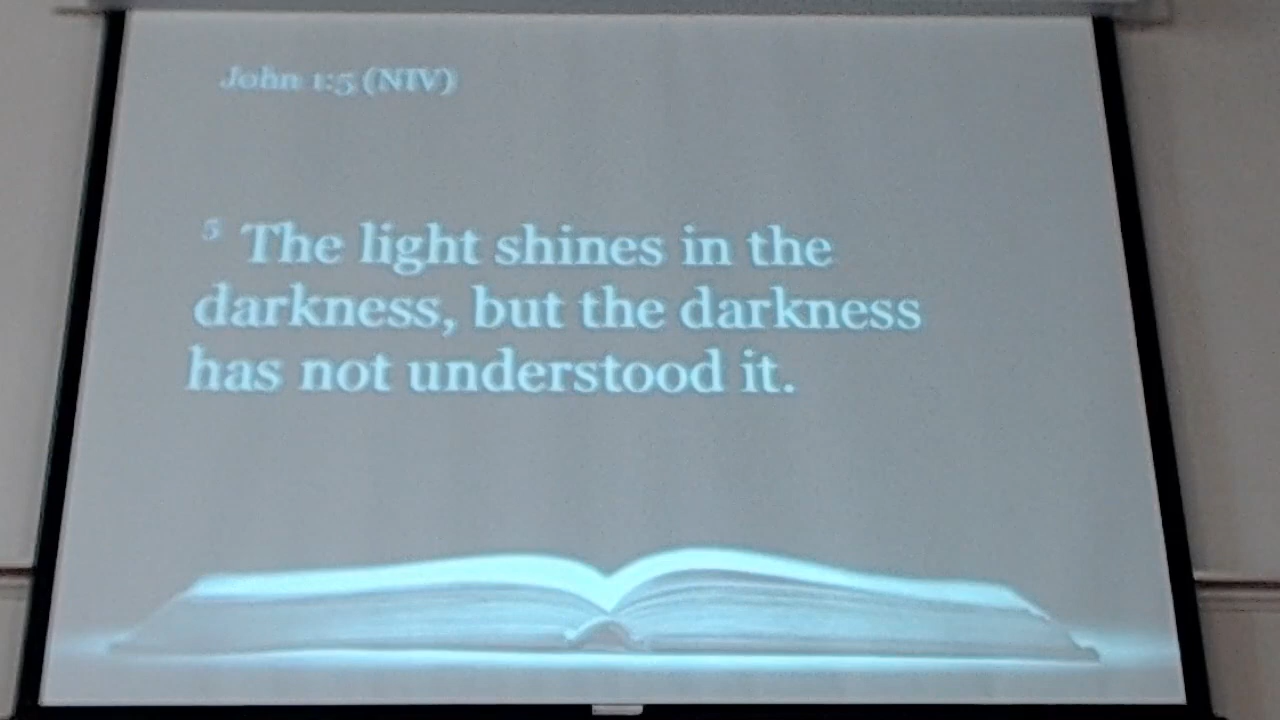 John 1:5 (NIV)
5 The light shines in the
darkness, but the darkness
has not understood it.